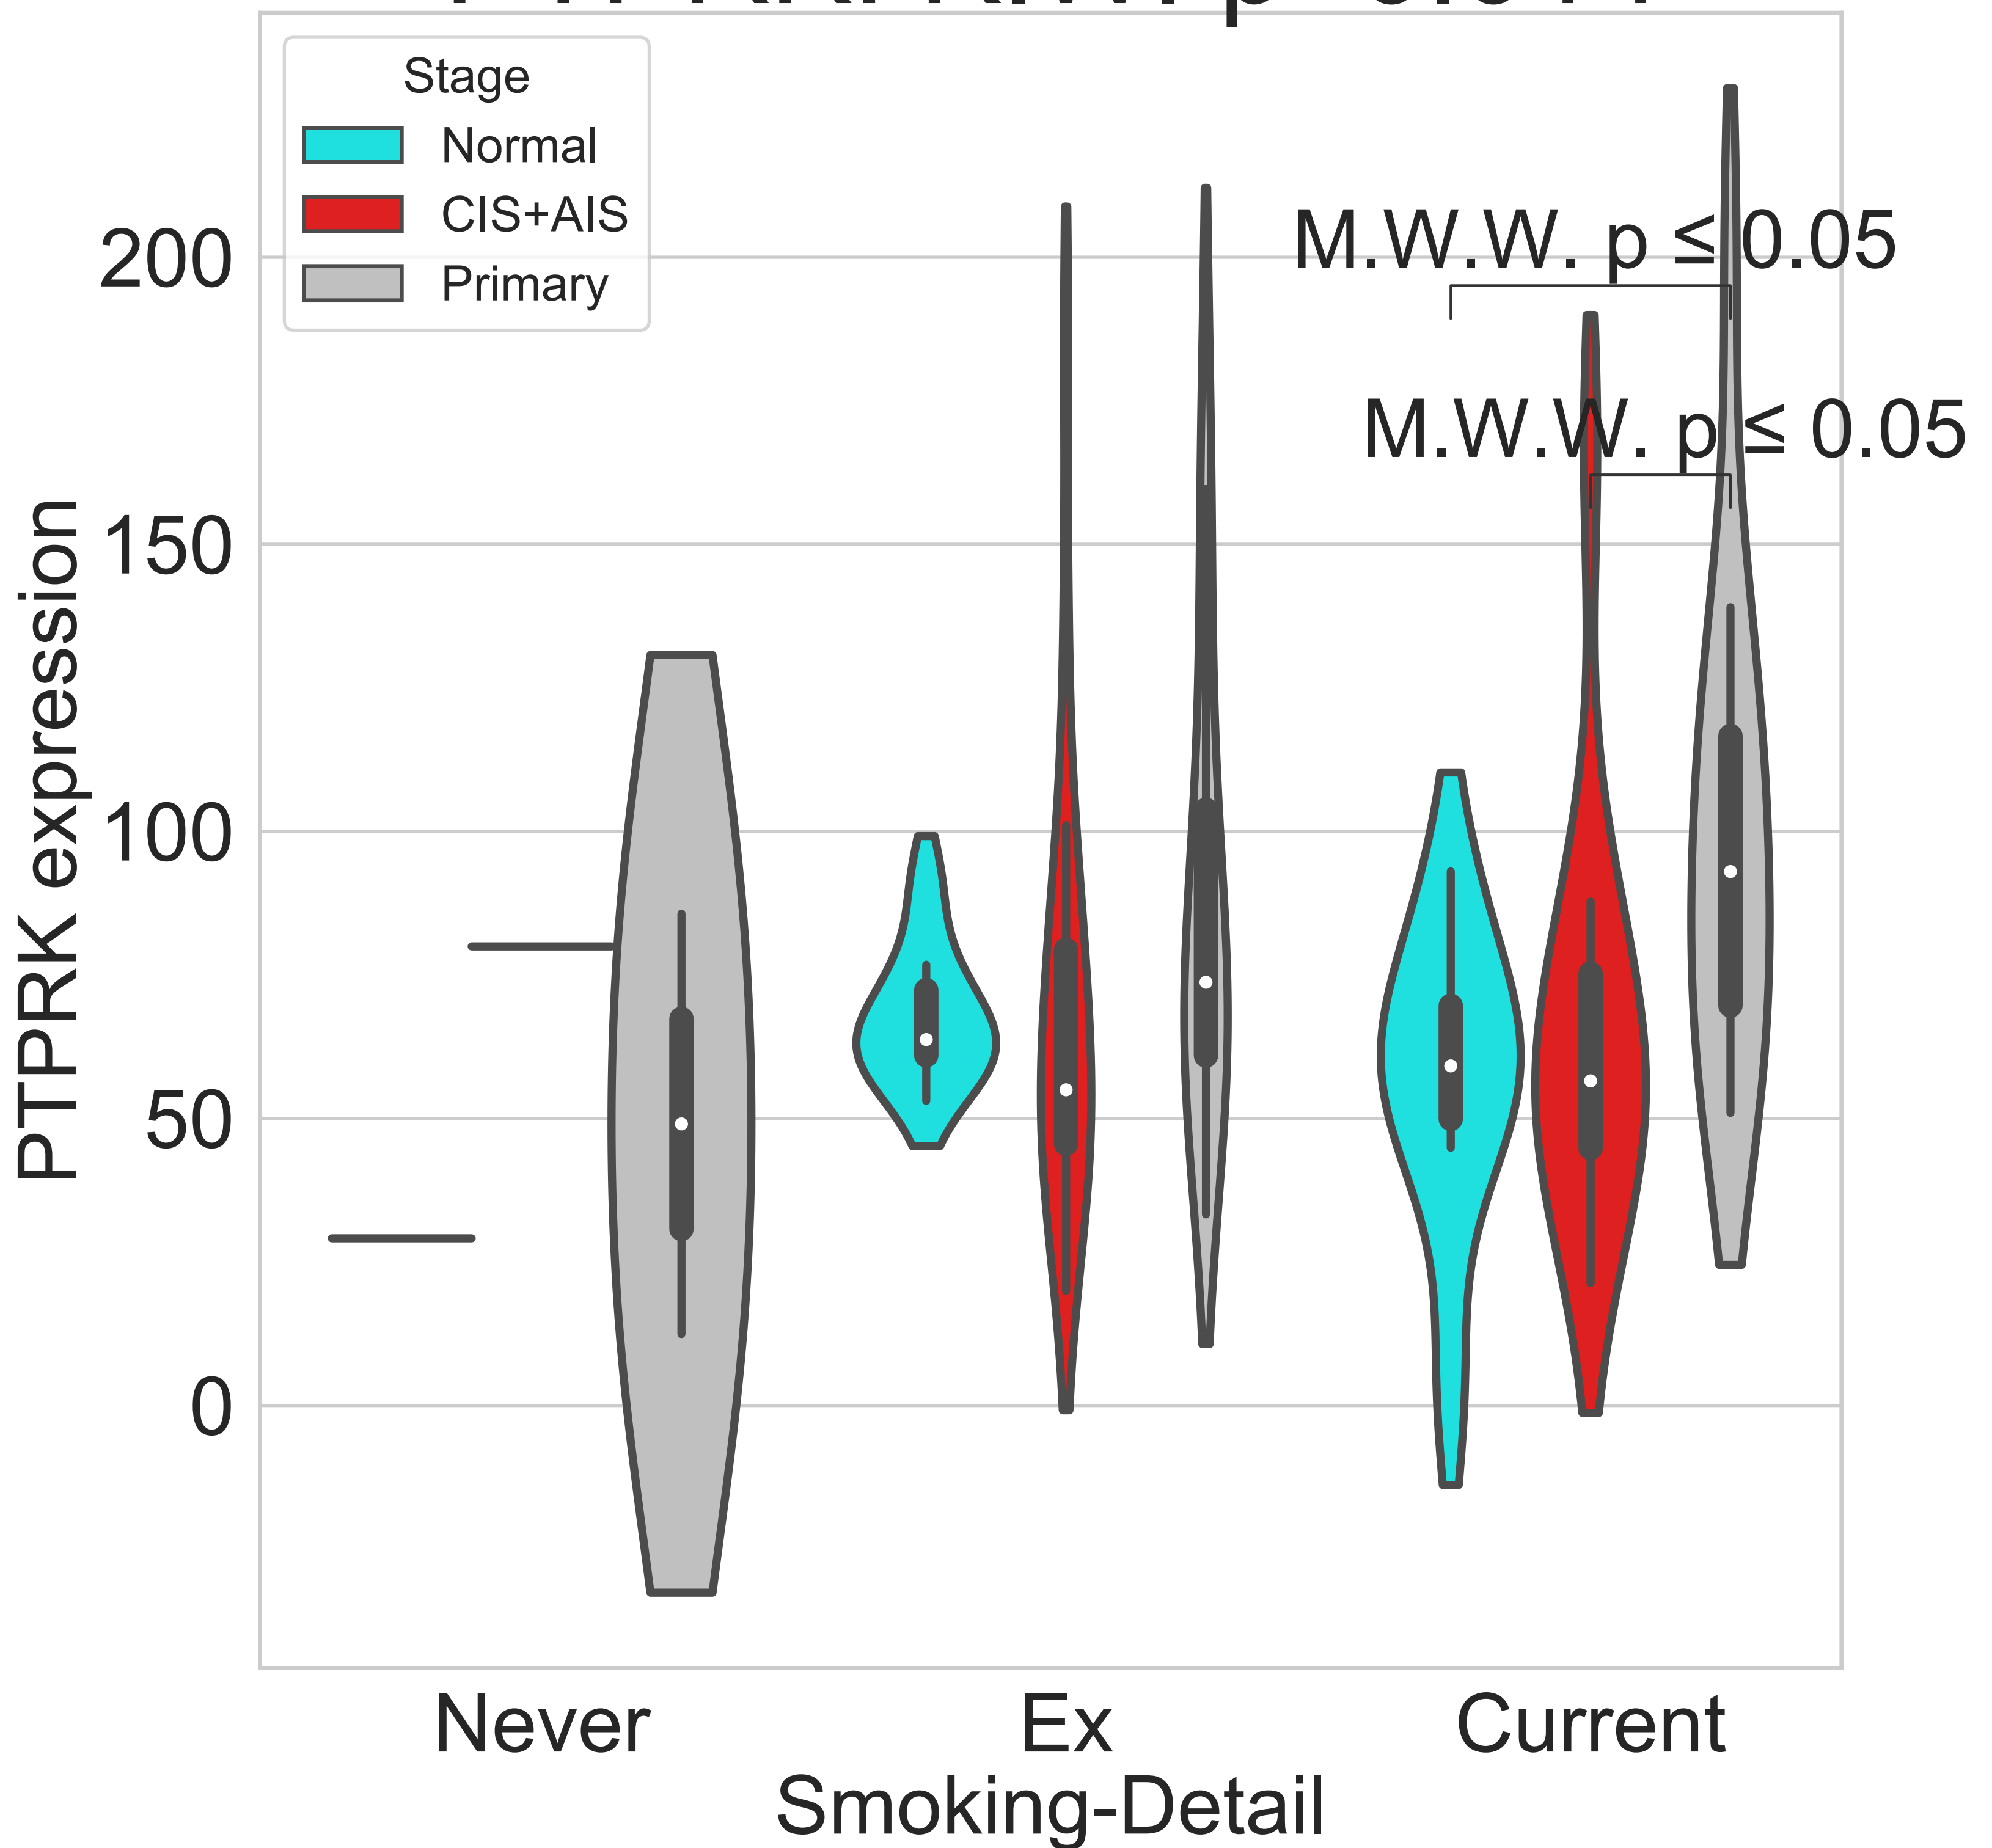 Stage
Normal
CIS+AIS
Primary
M.W.W. p ≤ 0.05
M.W.W. p ≤ 0.05
200
150
100
50
0
PTPRK expression
Never
Ex
Current
Smoking-Detail